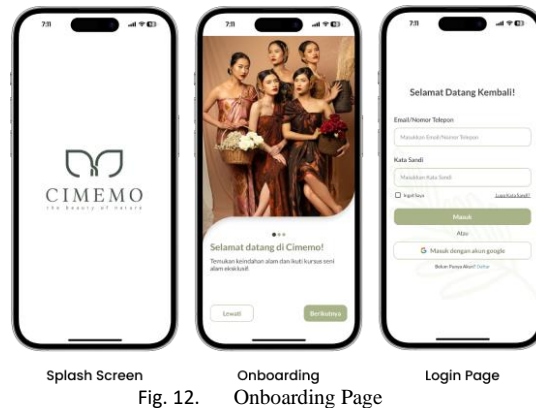 7:11
CIMEMO
the beauty of nature
7:11
Selamat datang di Cimemo!
Temukan keindahan alam dan ikuti kursus seni
alam eksklusif.
Lewati
Berikutnya
7:11
Selamat Datang Kembali!
Email/Nomor Telepon
Masukkan Email/Nomor Telepon
Kata Sandi
Masukkan Kata Sandi
Ingat Saya
Lupa Kata Sandi?
Masuk
Atau
G Masuk dengan akun google
Belum Punya Akun? Daftar
Splash Screen
Onboarding
Login Page
Fig. 12. Onboarding Page